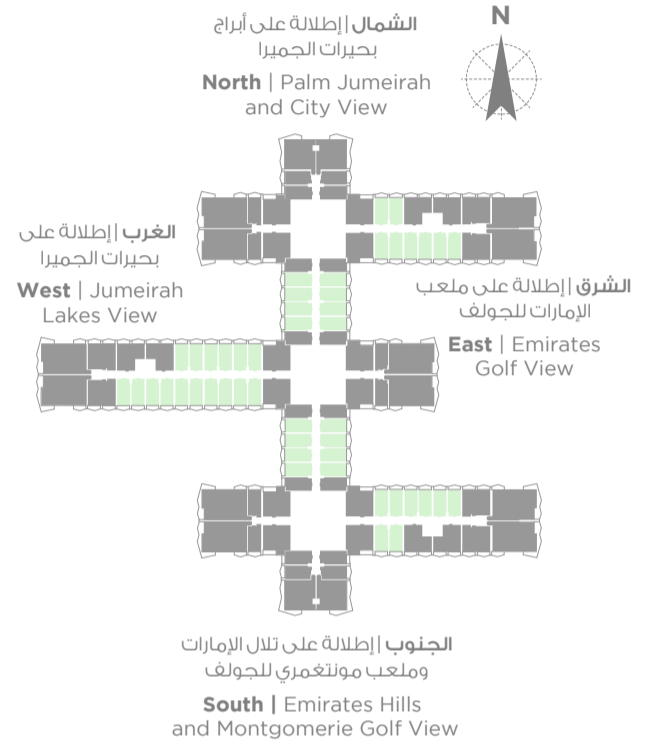 الشمال | إطلالة على أبراج
بحيرات الجميرا
North | Palm Jumeirah
and City View
N
الغرب | إطلالة على
بحيرات الجميرا
West | Jumeirah
Lakes View
الشرق | إطلالة على ملعب
الإمارات للجولف
East | Emirates
Golf View
الجنوب | إطلالة على تلال الإمارات
وملعب مونتغمري للجولف
South | Emirates Hills
and Montgomerie Golf View